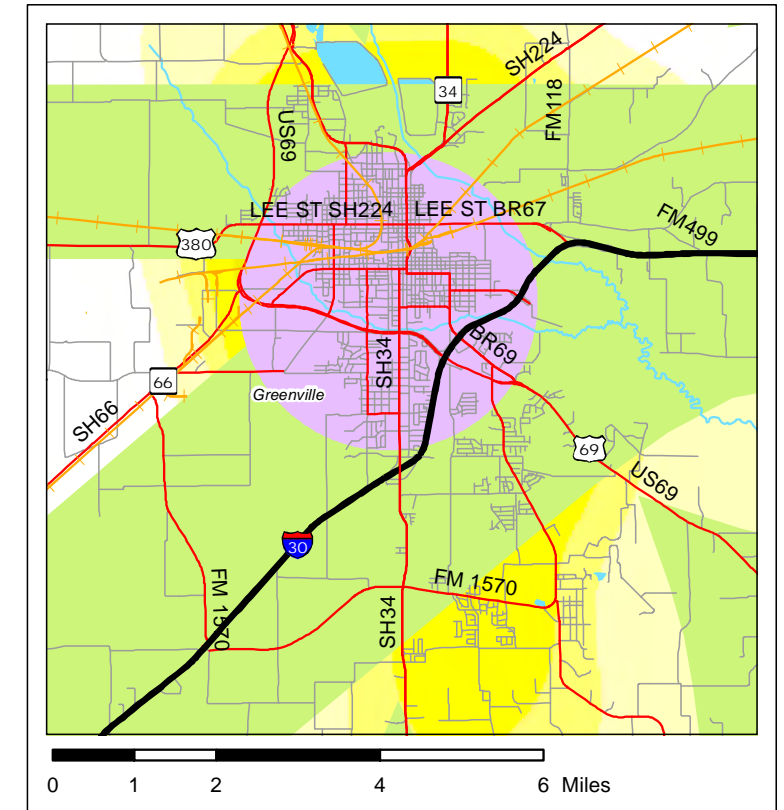 SH224
34
FM118
US69
LEE ST SH224
LEE ST BR67
FM499
380
BR69
SH34
66
Greenville
SH66
69
US69
30
FM 1570
FM 1570
SH34
0 1 2 4 6 Miles